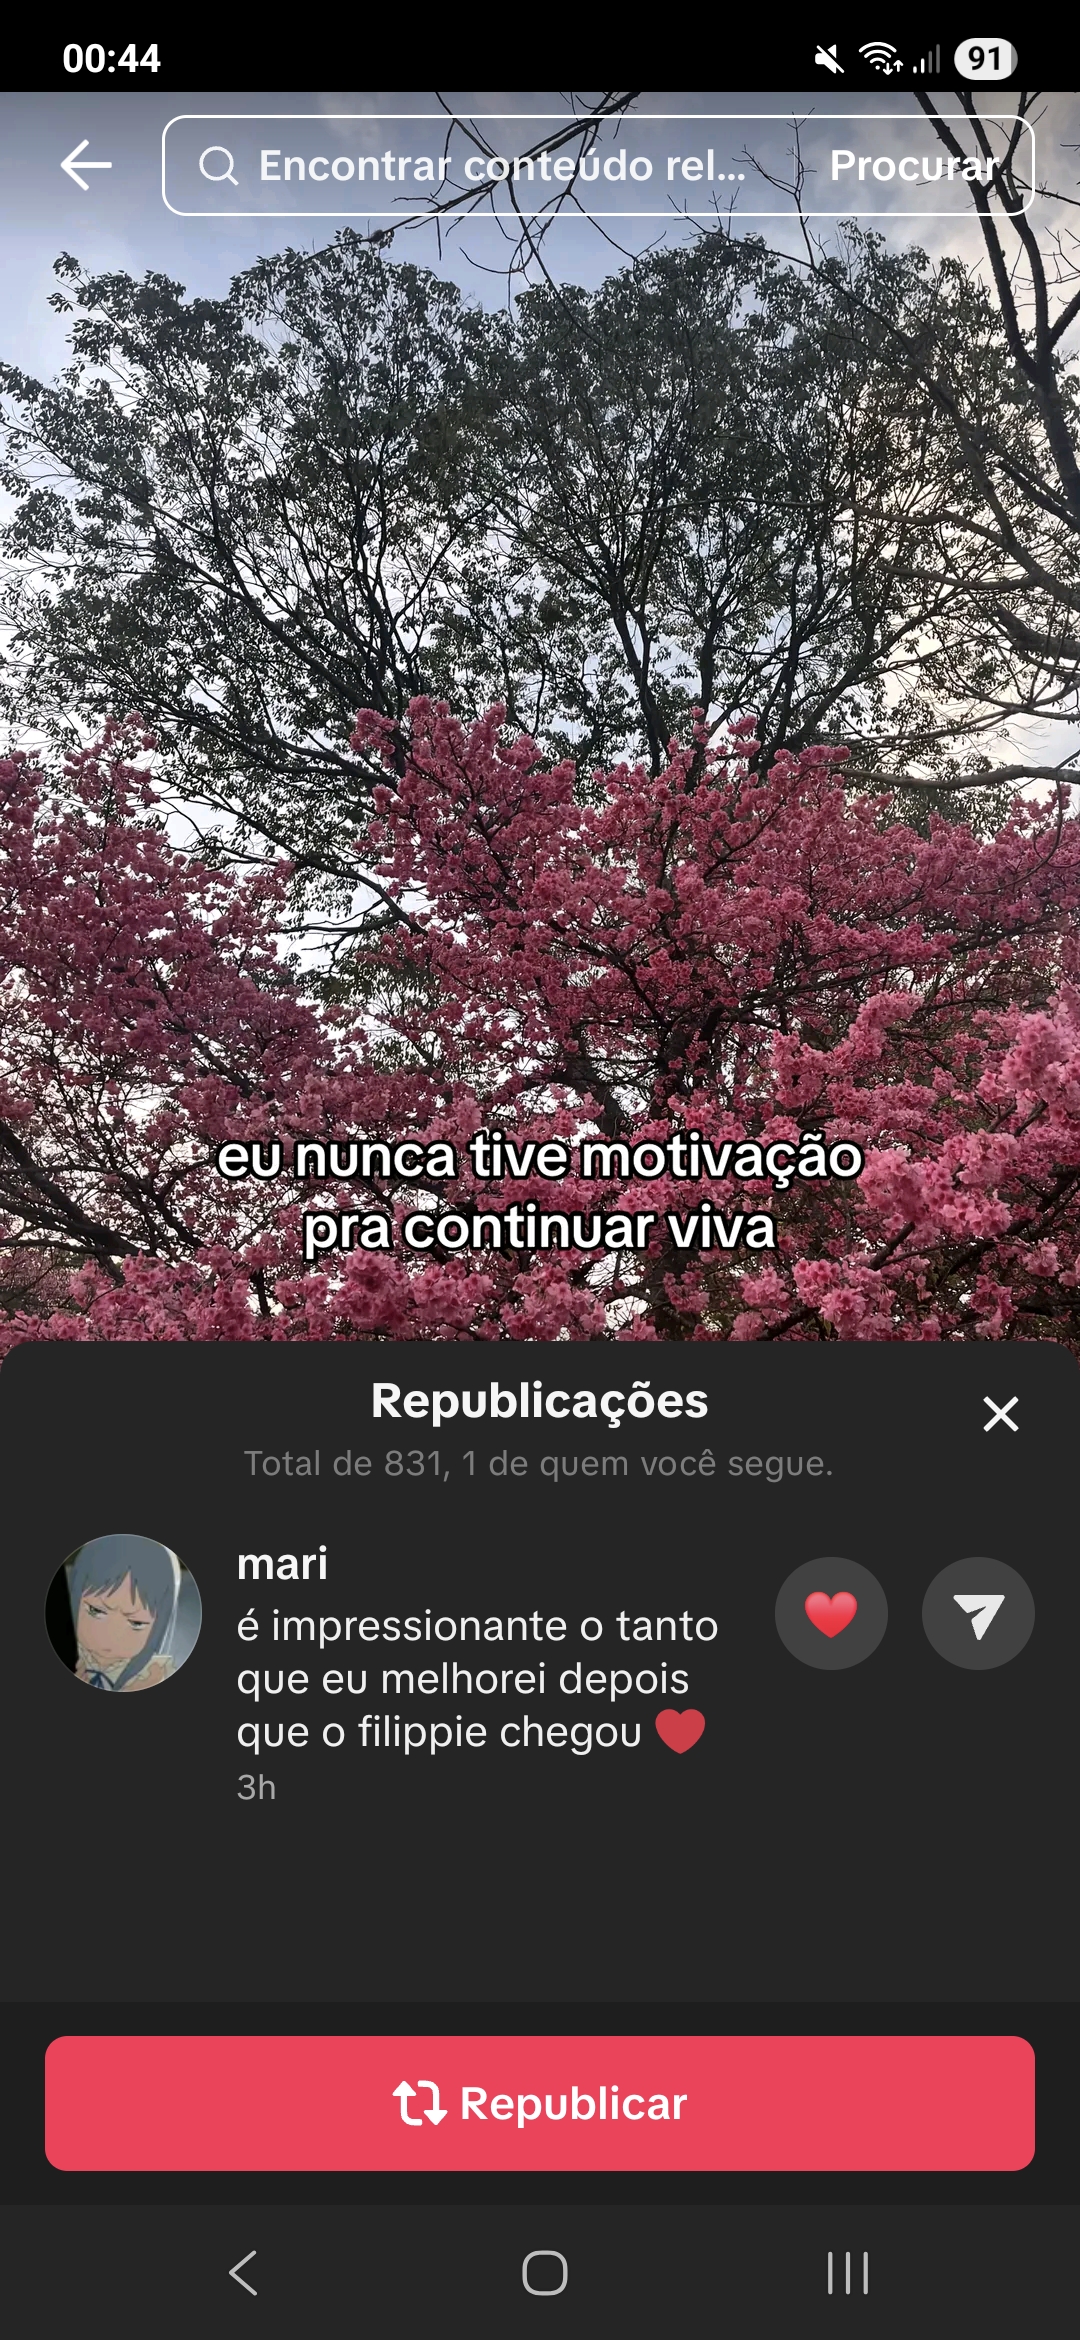 00:44
91
Encontrar conteúdo rel...
Procurar
eu nunca tive motivação
pra continuar viva
Republicações
Total de 831, 1 de quem você segue.
mari
é impressionante o tanto
que eu melhorei depois
que o filippie chegou ❤️
3h
Republicar